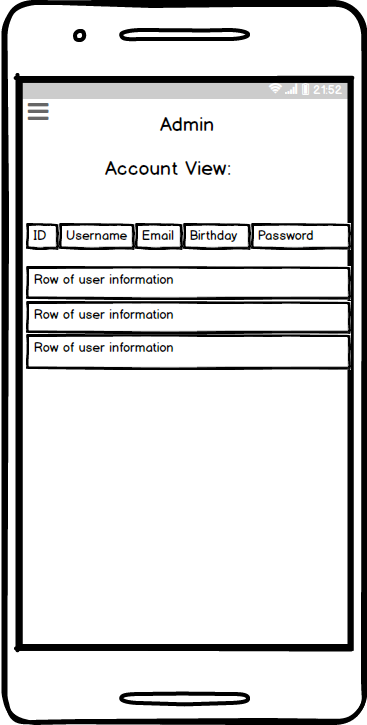 21:52
Admin
Account View:
ID Username Email Birthday Password
Row of user information
Row of user information
Row of user information